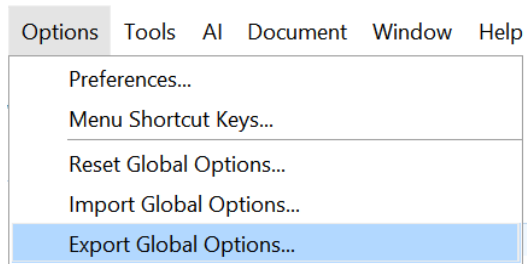 Options Tools AI Document Window Help
Preferences...
Menu Shortcut Keys...
Reset Global Options...
Import Global Options...
Export Global Options...